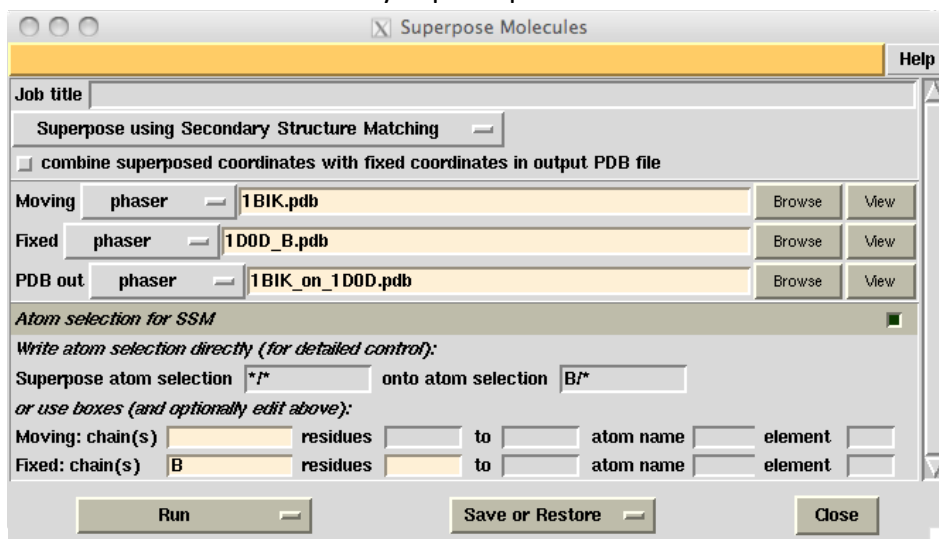 Superpose Molecules
Help
Job title
Superpose using Secondary Structure Matching
combine superposed coordinates with fixed coordinates in output PDB file
Moving phaser 1BIK.pdb Browse View
Fixed phaser 1D0D_B.pdb Browse View
PDB out phaser 1BIK_on_1D0D.pdb Browse View
Atom selection for SSM
Write atom selection directly (for detailed control):
Superpose atom selection */* onto atom selection B/*
or use boxes (and optionally edit above):
Moving: chain(s) residues to atom name element
Fixed: chain(s) B residues to atom name element
Run Save or Restore Close